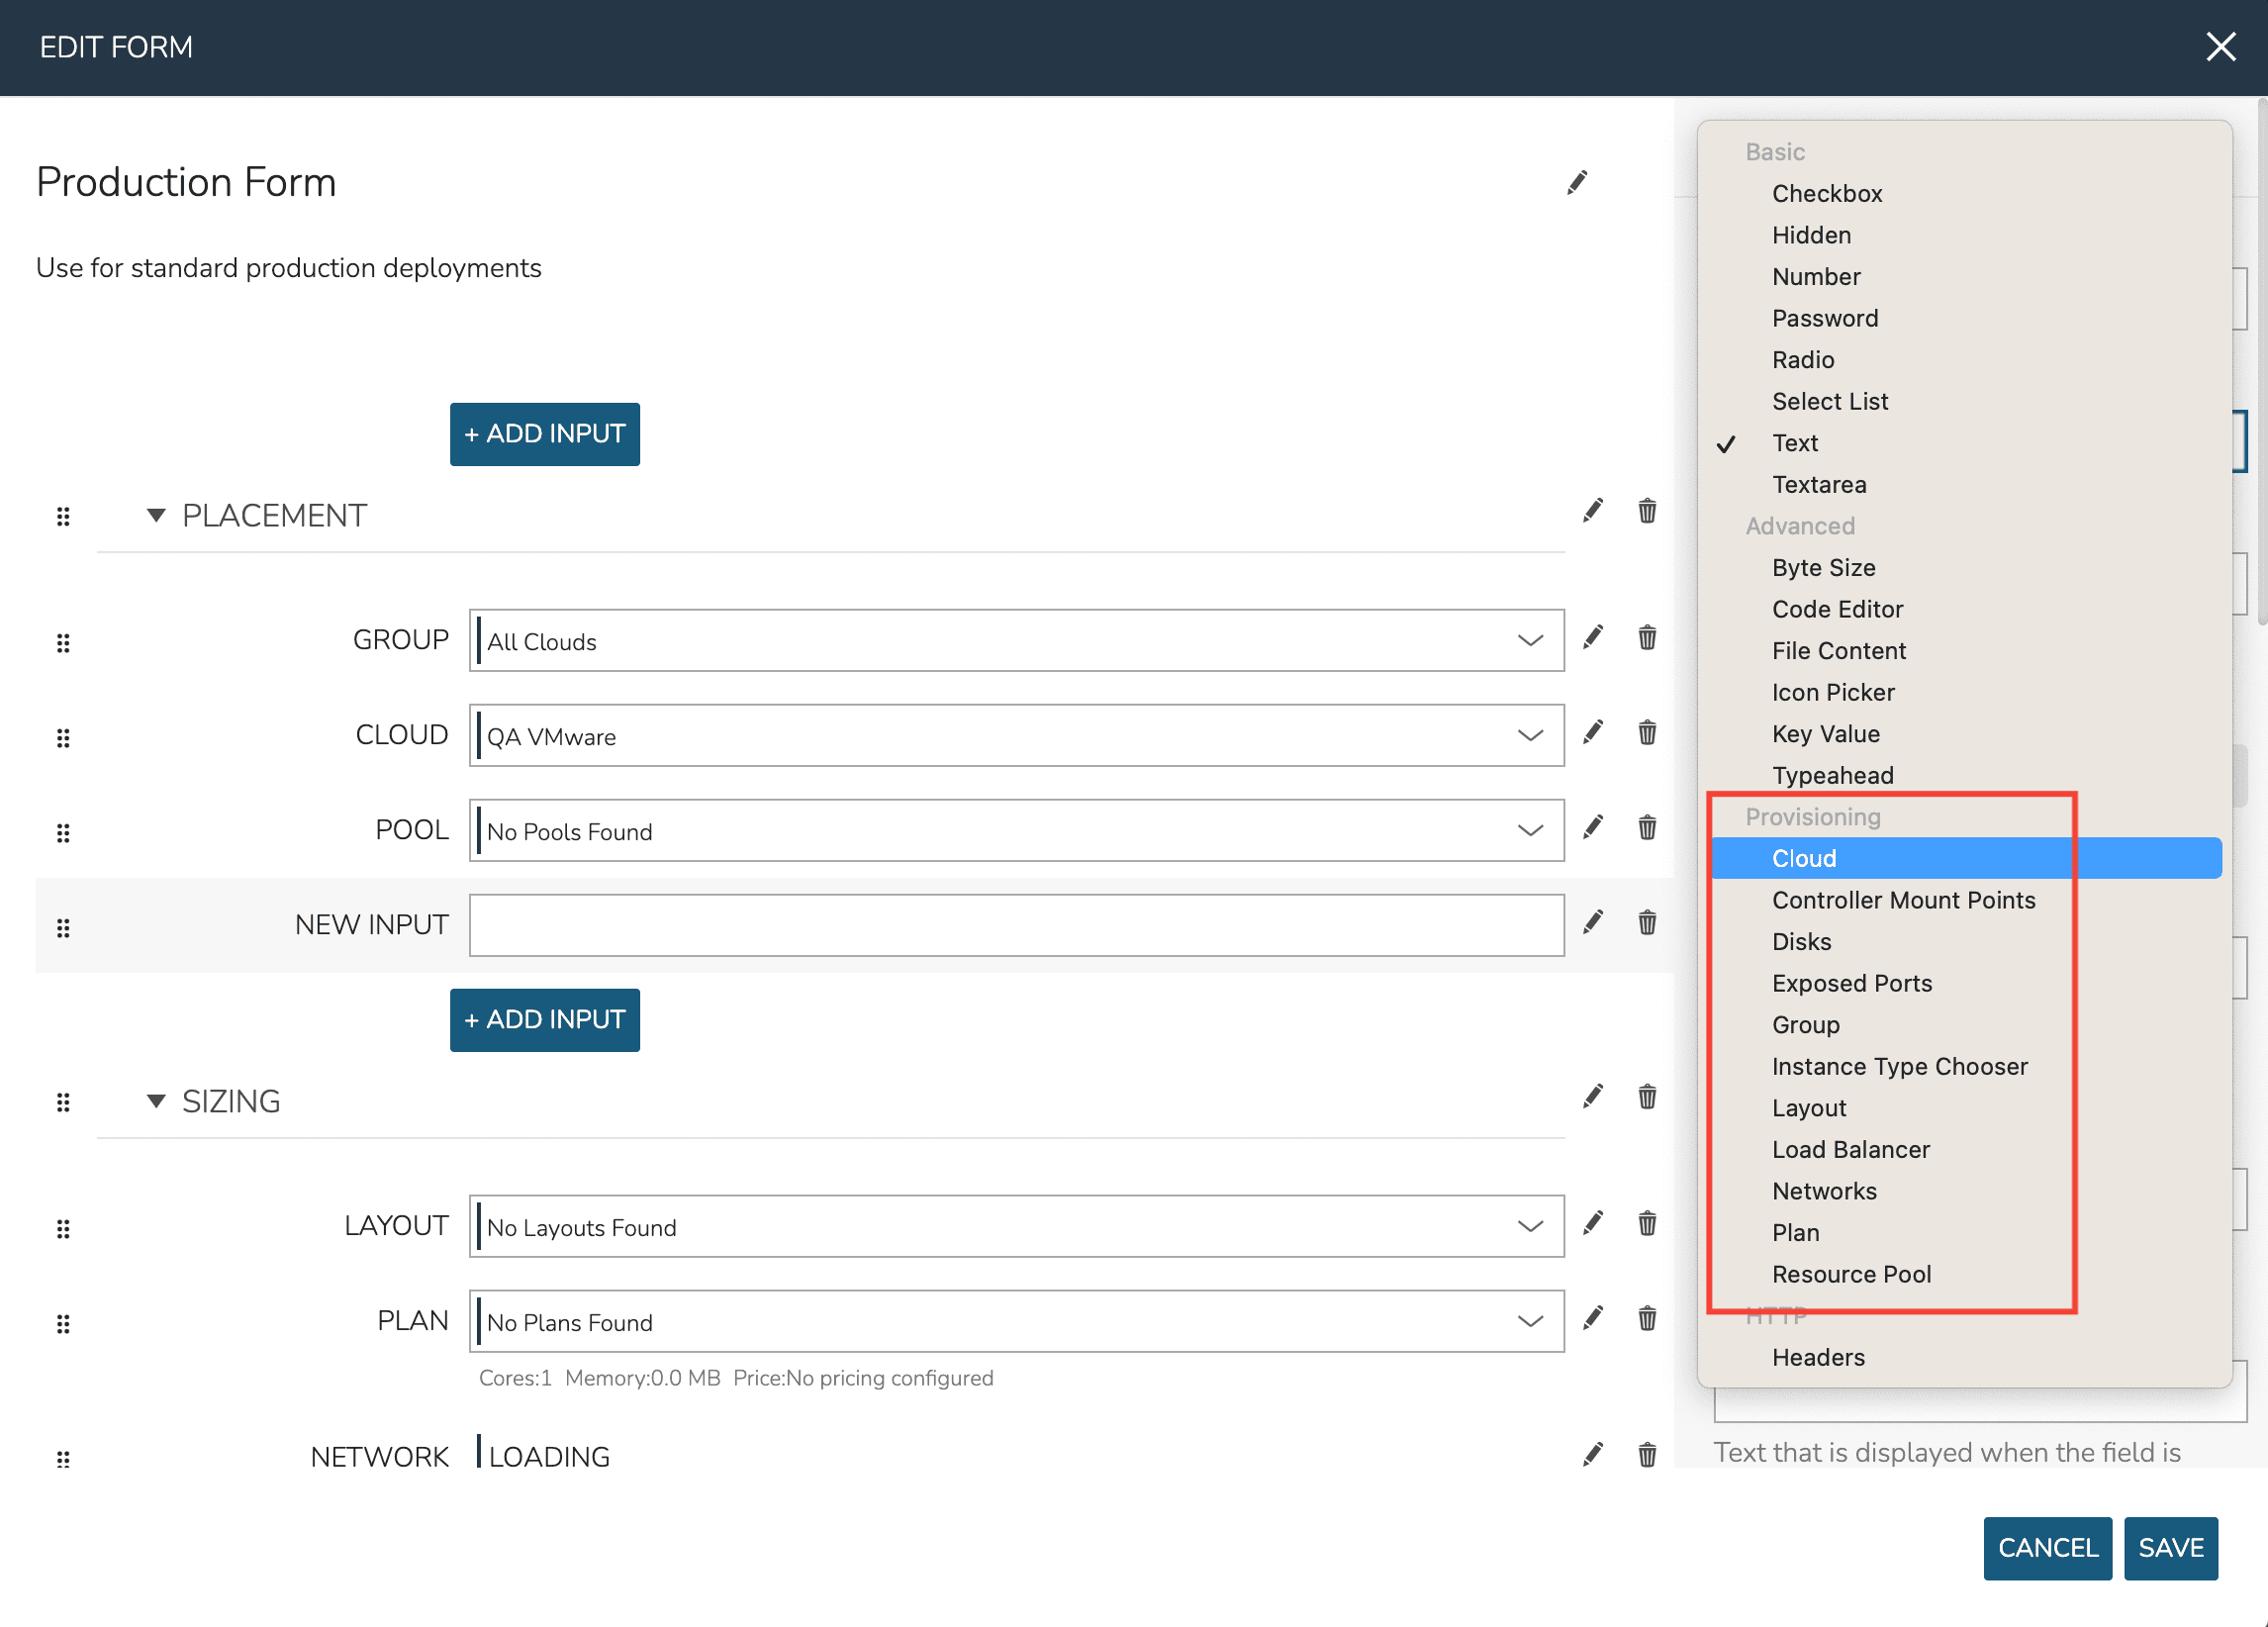 EDIT FORM
Production Form
Use for standard production deployments
+ ADD INPUT
PLACEMENT
GROUP All Clouds
CLOUD QA VMware
POOL No Pools Found
NEW INPUT
+ ADD INPUT
SIZING
LAYOUT No Layouts Found
PLAN No Plans Found
Cores:1 Memory:0.0 MB Price:No pricing configured
NETWORK LOADING
Basic
Checkbox
Hidden
Number
Password
Radio
Select List
Text
Textarea
Advanced
Byte Size
Code Editor
File Content
Icon Picker
Key Value
Typeahead
Provisioning
Cloud
Controller Mount Points
Disks
Exposed Ports
Group
Instance Type Chooser
Layout
Load Balancer
Networks
Plan
Resource Pool
HTTP
Headers
Text that is displayed when the field is
CANCEL SAVE